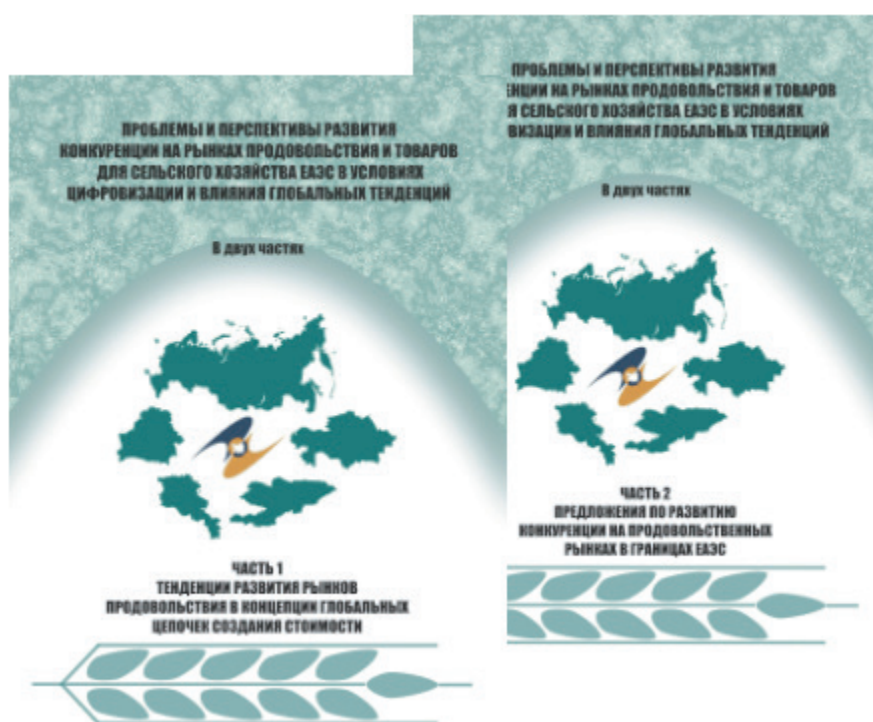 ПРОБЛЕМЫ И ПЕРСПЕКТИВЫ РАЗВИТИЯ
КОНКУРЕНЦИИ НА РЫНКАХ ПРОДОВОЛЬСТВИЯ И ТОВАРОВ
ДЛЯ СЕЛЬСКОГО ХОЗЯЙСТВА ЕАЭС В УСЛОВИЯХ
ЦИФРОВИЗАЦИИ И ВЛИЯНИЯ ГЛОБАЛЬНЫХ ТЕНДЕНЦИЙ
В двух частях
ЧАСТЬ 1
ТЕНДЕНЦИИ РАЗВИТИЯ РЫНКОВ
ПРОДОВОЛЬСТВИЯ В КОНЦЕПЦИИ ГЛОБАЛЬНЫХ
ЦЕПОЧЕК СОЗДАНИЯ СТОИМОСТИ
ПРОБЛЕМЫ И ПЕРСПЕКТИВЫ РАЗВИТИЯ
ЕНЦИИ НА РЫНКАХ ПРОДОВОЛЬСТВИЯ И ТОВАРОВ
Я СЕЛЬСКОГО ХОЗЯЙСТВА ЕАЭС В УСЛОВИЯХ
ВИЗАЦИИ И ВЛИЯНИЯ ГЛОБАЛЬНЫХ ТЕНДЕНЦИЙ
В двух частях
ЧАСТЬ 2
ПРЕДЛОЖЕНИЯ ПО РАЗВИТИЮ
КОНКУРЕНЦИИ НА ПРОДОВОЛЬСТВЕННЫХ
РЫНКАХ В ГРАНИЦАХ ЕАЭС